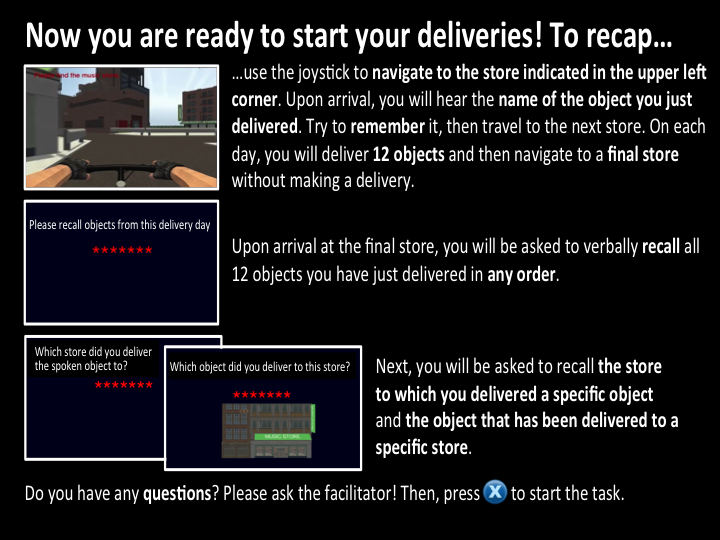 Now you are ready to start your deliveries! To recap...
...use the joystick to navigate to the store indicated in the upper left
corner. Upon arrival, you will hear the name of the object you just
delivered. Try to remember it, then travel to the next store. On each
day, you will deliver 12 objects and then navigate to a final store
without making a delivery.
Please recall objects from this delivery day
*******
Upon arrival at the final store, you will be asked to verbally recall all
12 objects you have just delivered in any order.
Which store did you deliver
the spoken object to?
*******
Which object did you deliver to this store?
*******
MUSIC STORE
Next, you will be asked to recall the store
to which you delivered a specific object
and the object that has been delivered to a
specific store.
Do you have any questions? Please ask the facilitator! Then, press X to start the task.